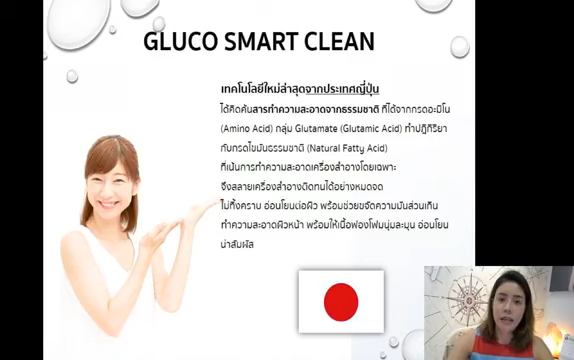 GLUCO SMART CLEAN
เทคโนโลยีใหม่ล่าสุดจากประเทศญี่ปุ่น
ได้คิดค้นสารทำความสะอาดจากธรรมชาติ ที่ได้จากกรดอะมิโน
(Amino Acid) กลุ่ม Glutamate (Glutamic Acid) ทำปฏิกิริยา
กับกรดไขมันธรรมชาติ (Natural Fatty Acid)
ที่เน้นการทำความสะอาดเครื่องสำอางโดยเฉพาะ
จึงสลายเครื่องสำอางติดทนได้อย่างหมดจด
ไม่ทิ้งคราบ อ่อนโยนต่อผิว พร้อมช่วยขจัดความมันส่วนเกิน
ทำความสะอาดผิวหน้า พร้อมให้เนื้อฟองโฟมนุ่มละมุน อ่อนโยน
น่าสัมผัส